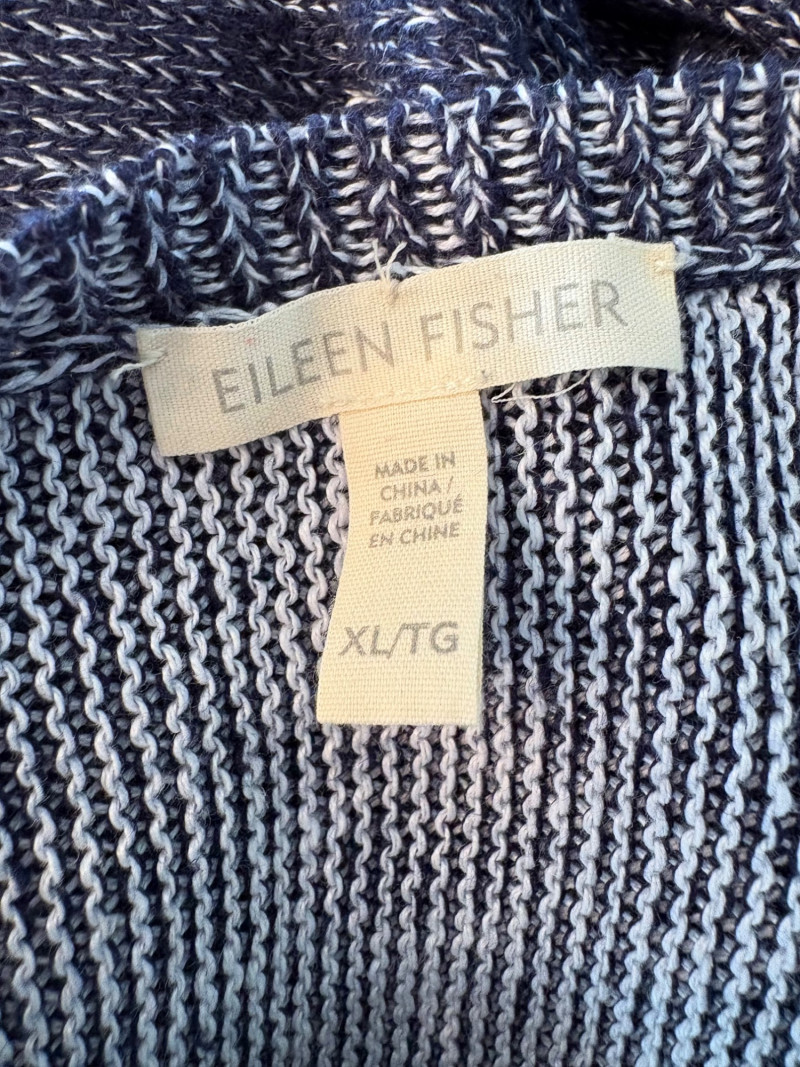 EILEEN FISHER
MADE IN
CHINA /
FABRIQUÉ
EN CHINE
XL/TG